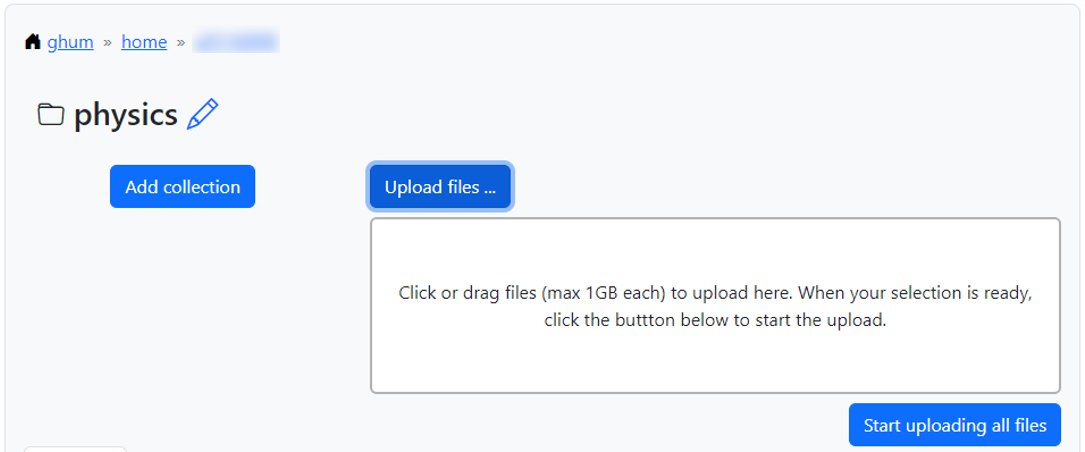 ghum » home »
physics
Add collection
Upload files ...
Click or drag files (max 1GB each) to upload here. When your selection is ready,
click the buttton below to start the upload.
Start uploading all files